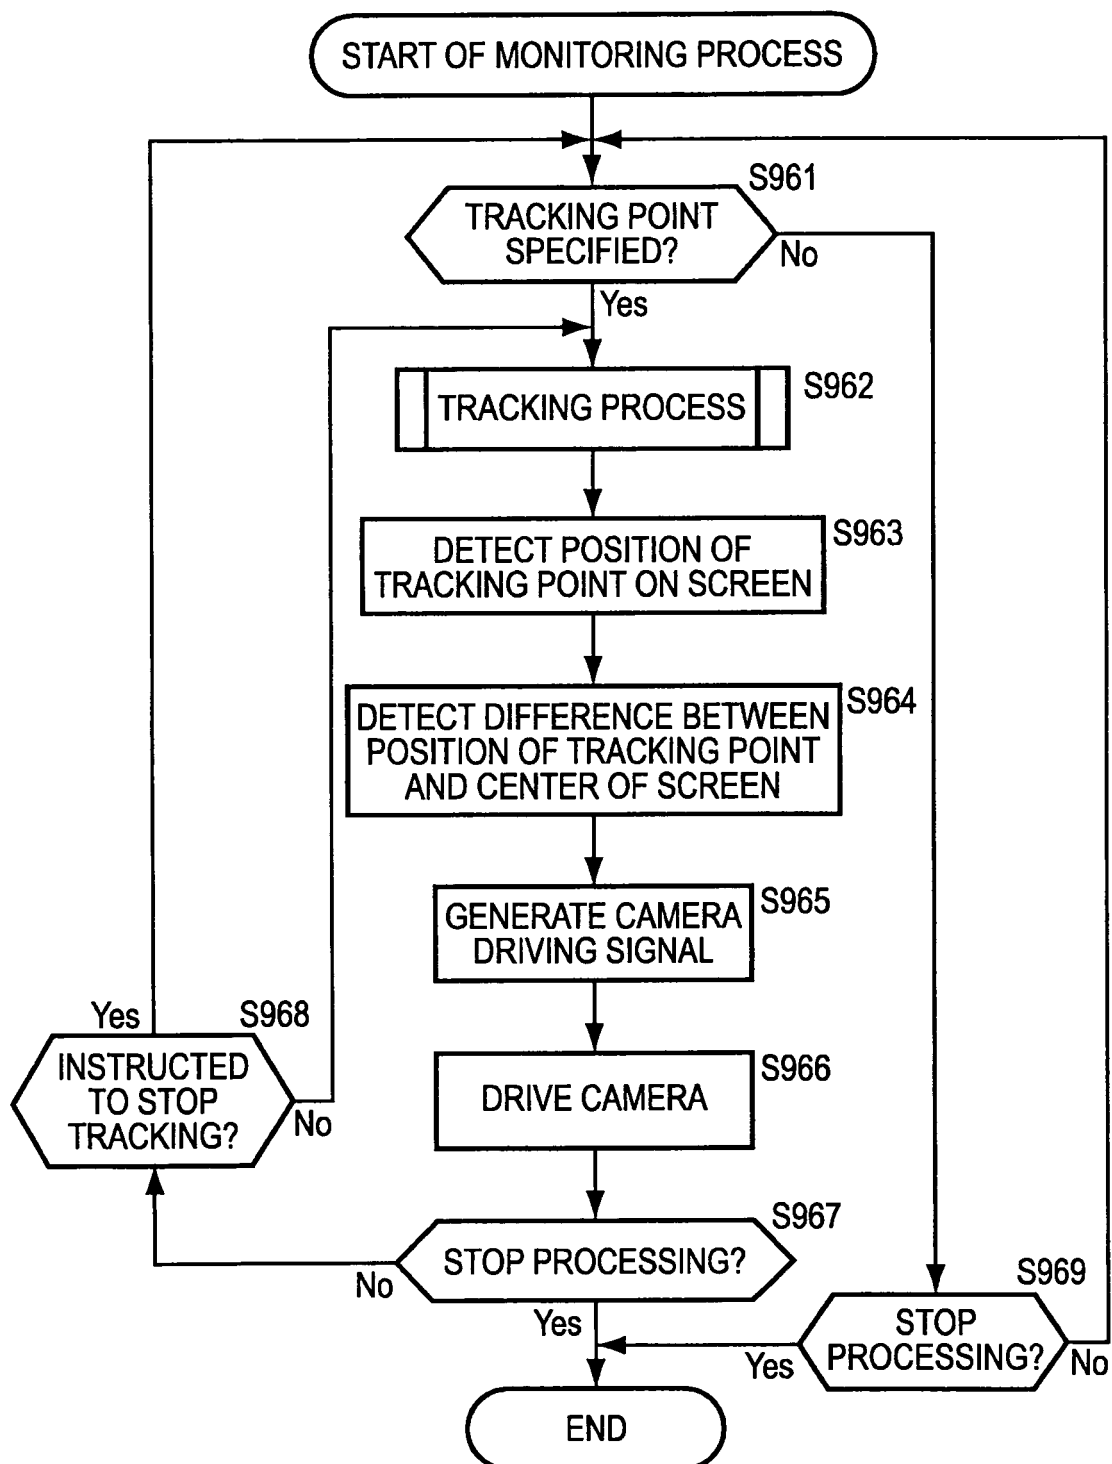 START OF MONITORING PROCESS
S961
TRACKING POINT
SPECIFIED?
No
Yes
S962
TRACKING PROCESS
S963
DETECT POSITION OF
TRACKING POINT ON SCREEN
S964
DETECT DIFFERENCE BETWEEN
POSITION OF TRACKING POINT
AND CENTER OF SCREEN
S965
GENERATE CAMERA
DRIVING SIGNAL
Yes
S968
INSTRUCTED
TO STOP
TRACKING?
No
S966
DRIVE CAMERA
S967
STOP PROCESSING?
No
Yes
S969
STOP
PROCESSING?
Yes
No
END